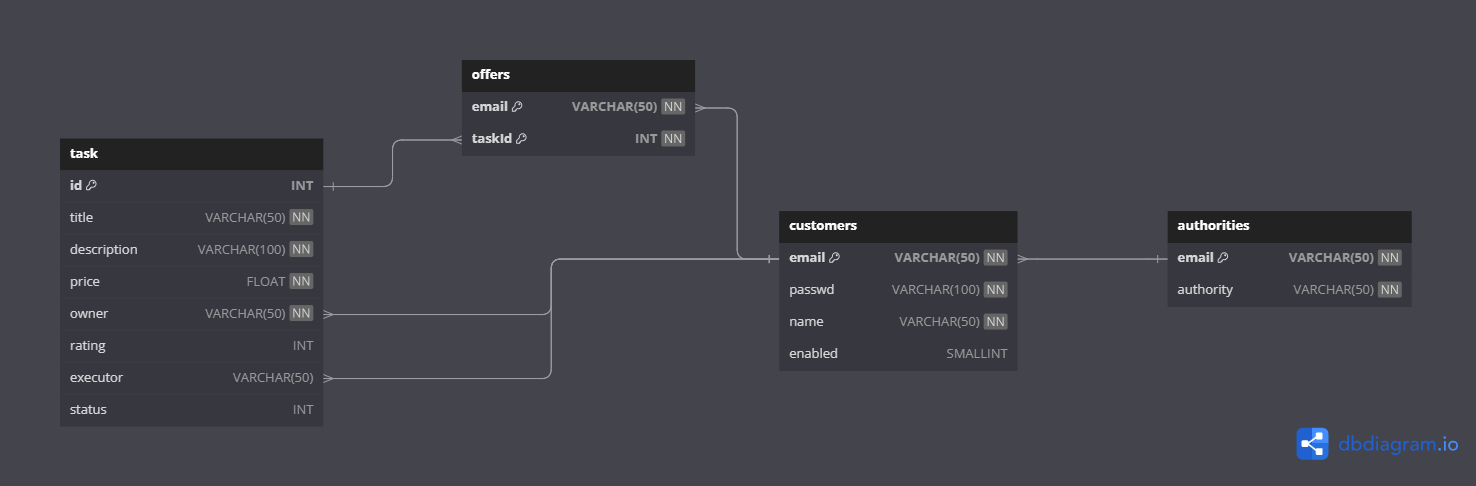 offers
email VARCHAR(50) NN
taskId INT NN
task
id INT
title VARCHAR(50) NN
description VARCHAR(100) NN
price FLOAT NN
owner VARCHAR(50) NN
rating INT
executor VARCHAR(50)
status INT
customers
email VARCHAR(50) NN
passwd VARCHAR(100) NN
name VARCHAR(50) NN
enabled SMALLINT
authorities
email VARCHAR(50) NN
authority VARCHAR(50) NN
dbdiagram.io